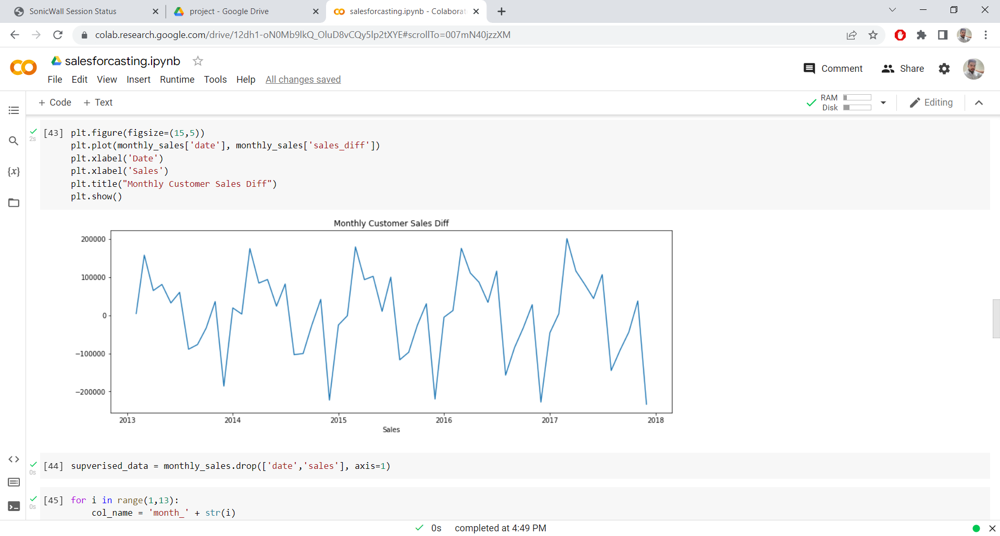 SonicWall Session Status
project - Google Drive
salesforcasting.ipynb - Colaborat
colab.research.google.com/drive/12dh1-oN0Mb9lkQ_OluD8vCQy5lp2tXYE#scrollTo=007mN40jzzXM
salesforcasting.ipynb
Comment
Share
File Edit View Insert Runtime Tools Help All changes saved
+ Code + Text
RAM
Disk
Editing
[43] plt.figure(figsize=(15,5))
2s
plt.plot(monthly_sales['date'], monthly_sales['sales_diff'])
plt.xlabel('Date')
plt.xlabel('Sales')
plt.title("Monthly Customer Sales Diff")
plt.show()
{x}
Monthly Customer Sales Diff
200000
100000
0
−100000
−200000
2013 2014 2015 2016 2017 2018
Sales
[44] supverised_data = monthly_sales.drop(['date','sales'], axis=1)
0s
[45] for i in range(1,13):
0s
col_name = 'month_' + str(i)
0s completed at 4:49 PM